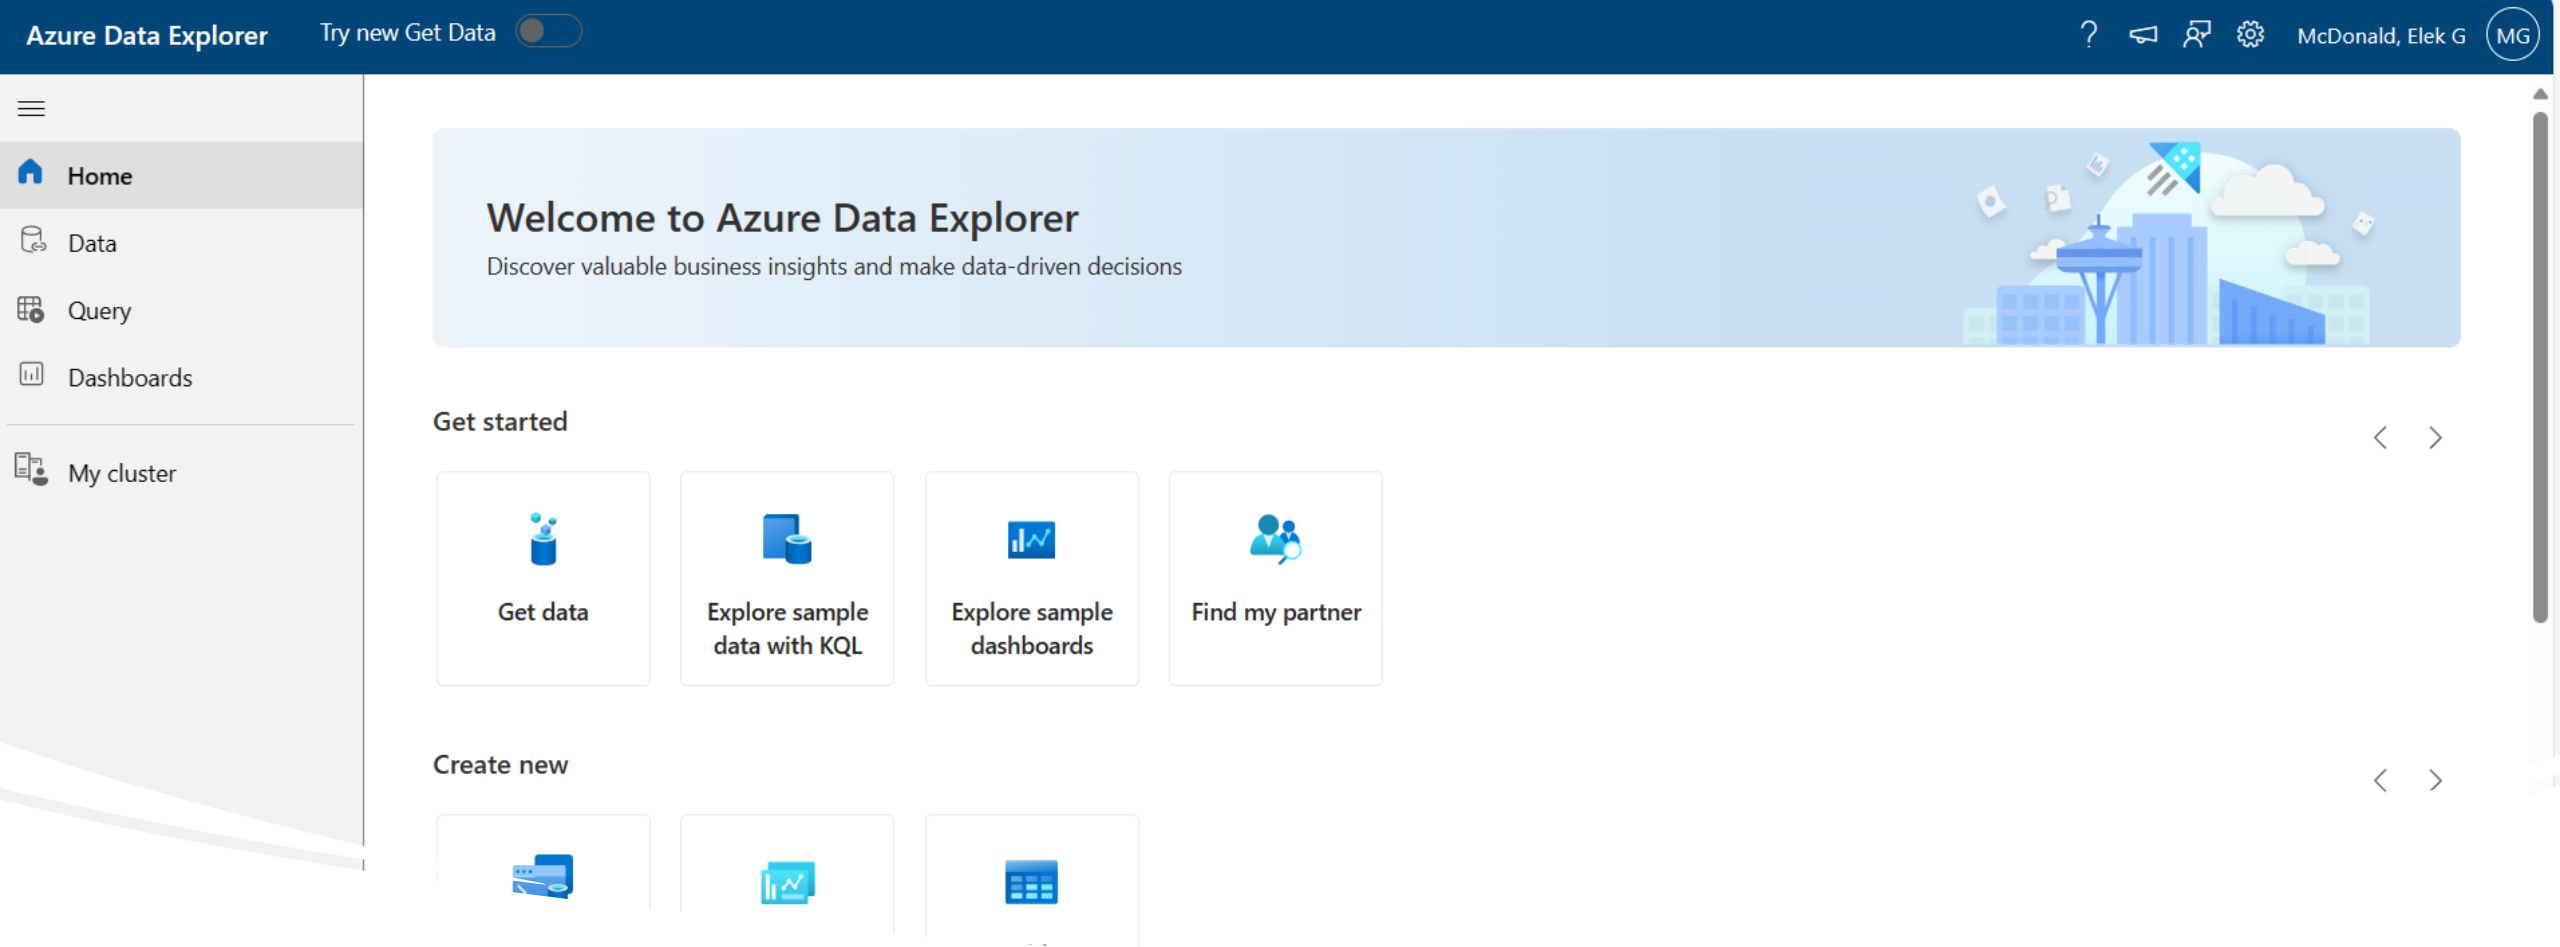 Azure Data Explorer
Try new Get Data
McDonald, Elek G
MG
Home
Data
Query
Dashboards
My cluster
Welcome to Azure Data Explorer
Discover valuable business insights and make data-driven decisions
Get started
Get data
Explore sample
data with KQL
Explore sample
dashboards
Find my partner
Create new